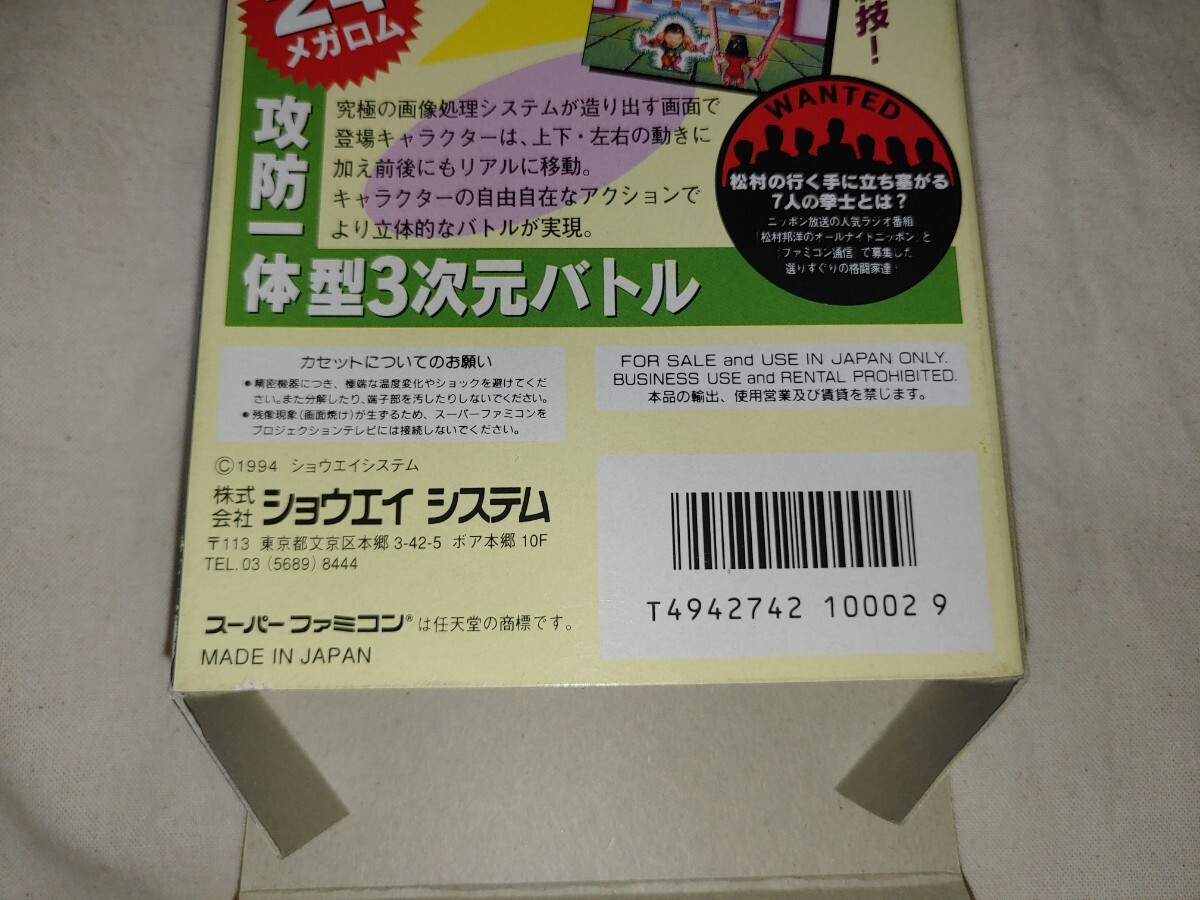 24
メガロム
技!
攻防一
体型3次元バトル
究極の画像処理システムが造り出す画面で
登場キャラクターは、上下・左右の動きに
加え前後にもリアルに移動。
キャラクターの自由自在なアクションで
より立体的なバトルが実現。
WANTED
松村の行く手に立ち塞がる
7人の拳士とは?
ニッポン放送の人気ラジオ番組
「松村邦洋のオールナイトニッポン」と
「ファミコン通信」で募集した
選りすぐりの格闘家達!
カセットについてのお願い
●精密機器につき、極端な温度変化やショックを避けてくだ
さい。また分解したり、端子部を汚したりしないでください。
●残像現象(画面焼け)が生ずるため、スーパーファミコンを
プロジェクションテレビには接続しないでください。
FOR SALE and USE IN JAPAN ONLY.
BUSINESS USE and RENTAL PROHIBITED.
本品の輸出、使用営業及び賃貸を禁じます。
©1994 ショウエイシステム
株式会社 ショウエイ システム
〒113 東京都文京区本郷 3-42-5 ボア本郷 10F
TEL. 03 (5689) 8444
スーパーファミコン®は任天堂の商標です。
MADE IN JAPAN
T4942742 10002 9